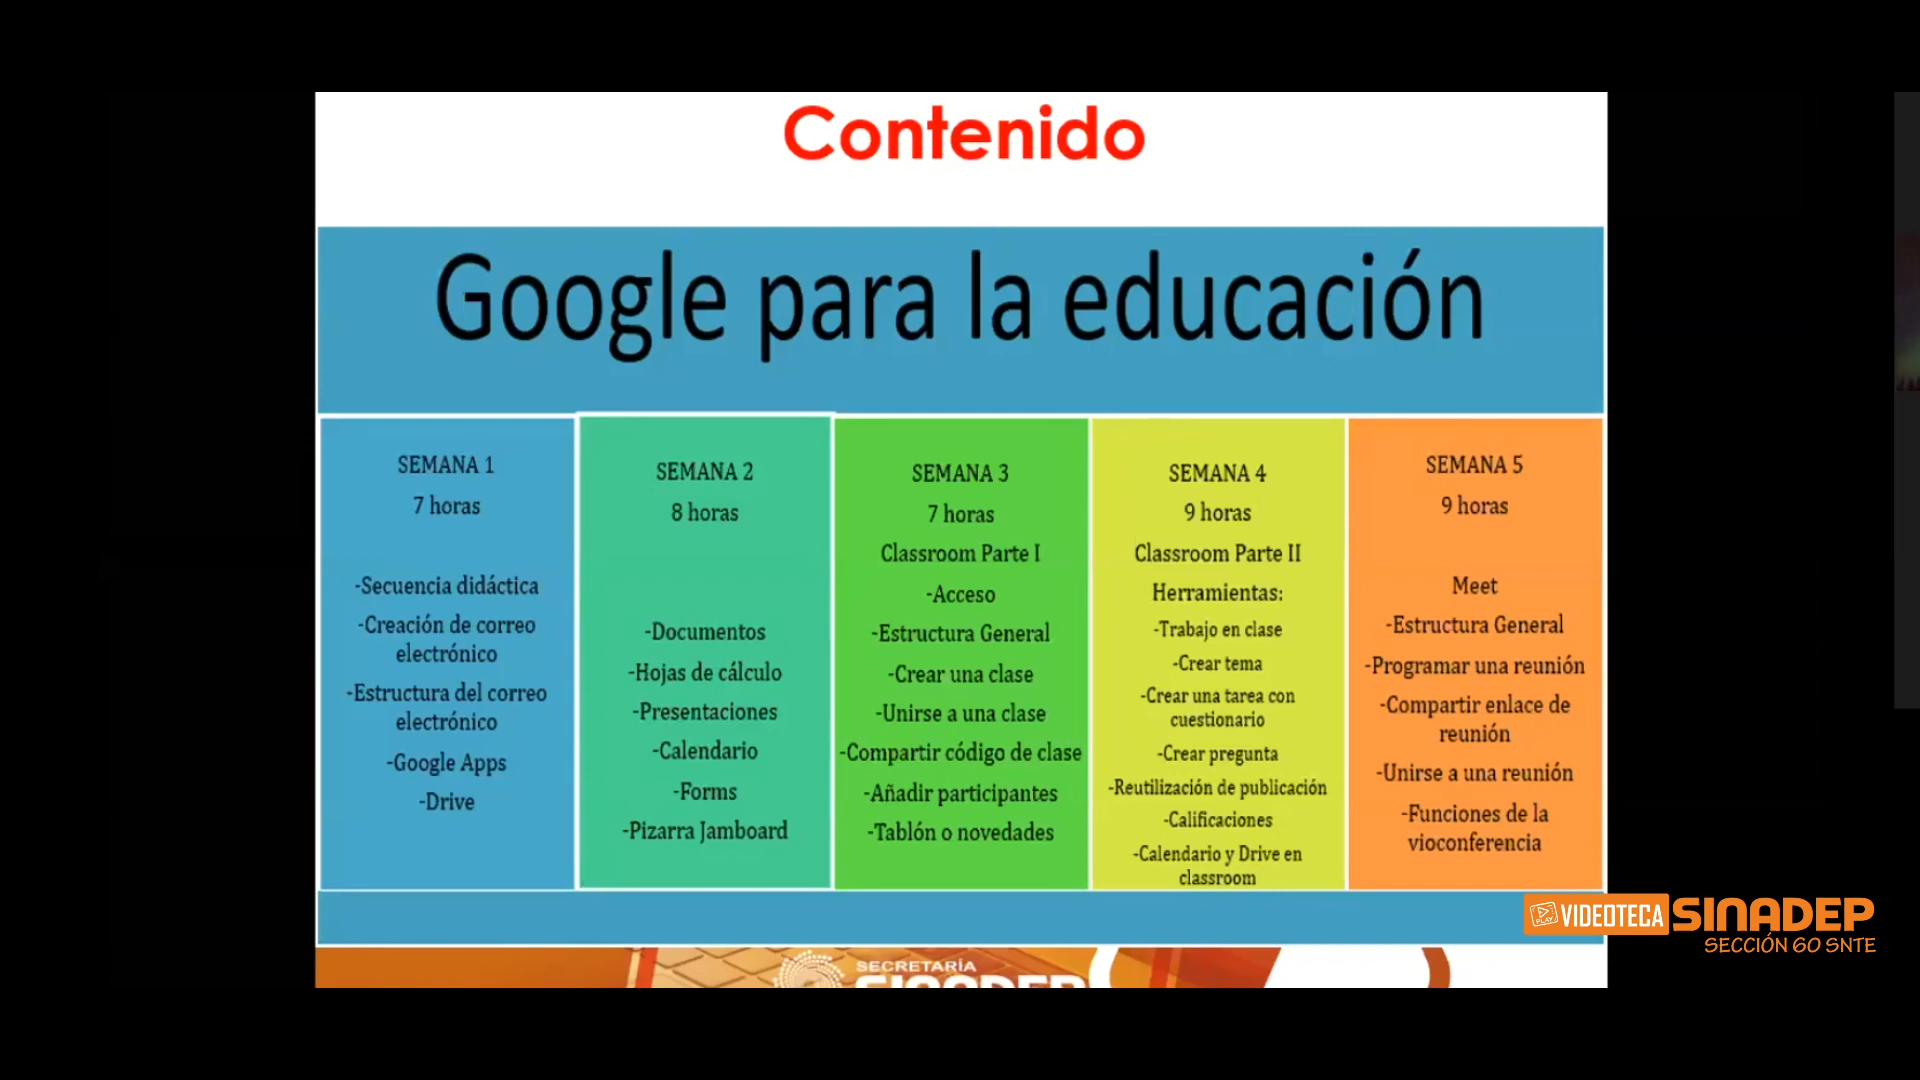 Contenido
Google para la educación
SEMANA 1
7 horas
-Secuencia didáctica
-Creación de correo
electrónico
-Estructura del correo
electrónico
-Google Apps
-Drive
SEMANA 2
8 horas
-Documentos
-Hojas de cálculo
-Presentaciones
-Calendario
-Forms
-Pizarra Jamboard
SEMANA 3
7 horas
Classroom Parte I
-Acceso
-Estructura General
-Crear una clase
-Unirse a una clase
-Compartir código de clase
-Añadir participantes
-Tablón o novedades
SEMANA 4
9 horas
Classroom Parte II
Herramientas:
-Trabajo en clase
-Crear tema
-Crear una tarea con
cuestionario
-Crear pregunta
-Reutilización de publicación
-Calificaciones
-Calendario y Drive en
classroom
SEMANA 5
9 horas
Meet
-Estructura General
-Programar una reunión
-Compartir enlace de
reunión
-Unirse a una reunión
-Funciones de la
vioconferencia
PLAY
VIDEOTECA SINADEP
SECCIÓN 60 SNTE
SECRETARÍA
SINADEP